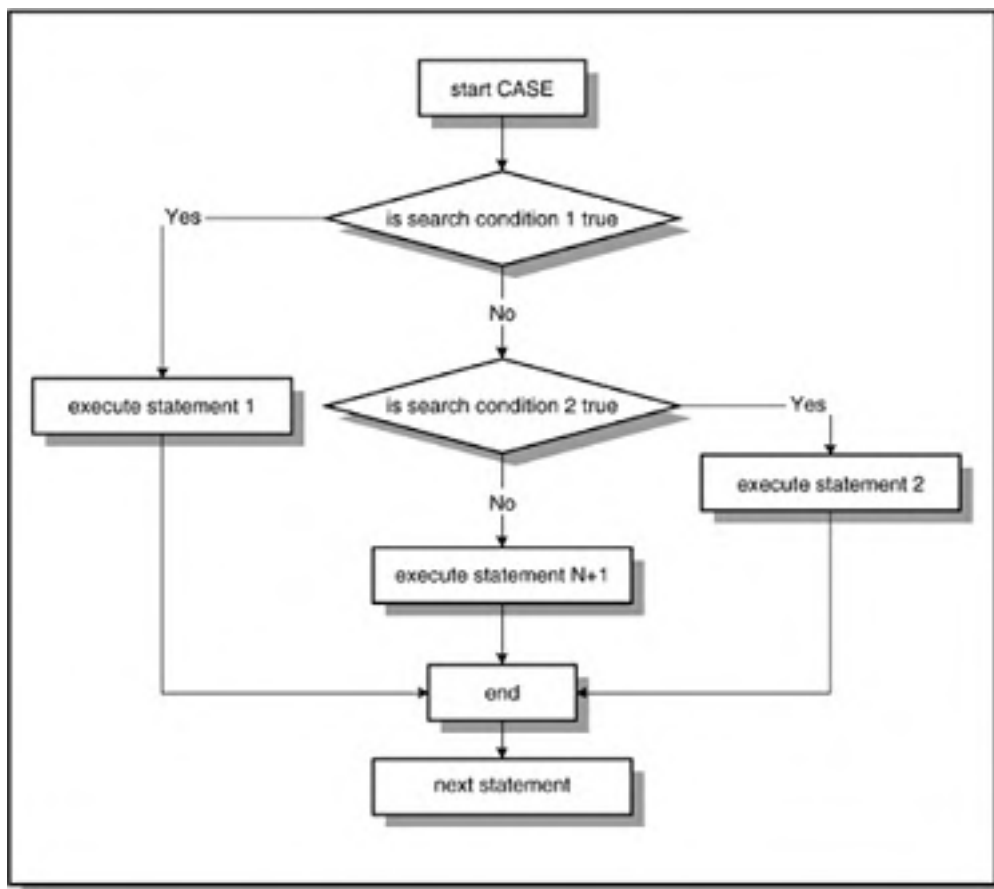 start CASE
is search condition 1 true
Yes
No
execute statement 1
is search condition 2 true
Yes
execute statement 2
No
execute statement N+1
end
next statement